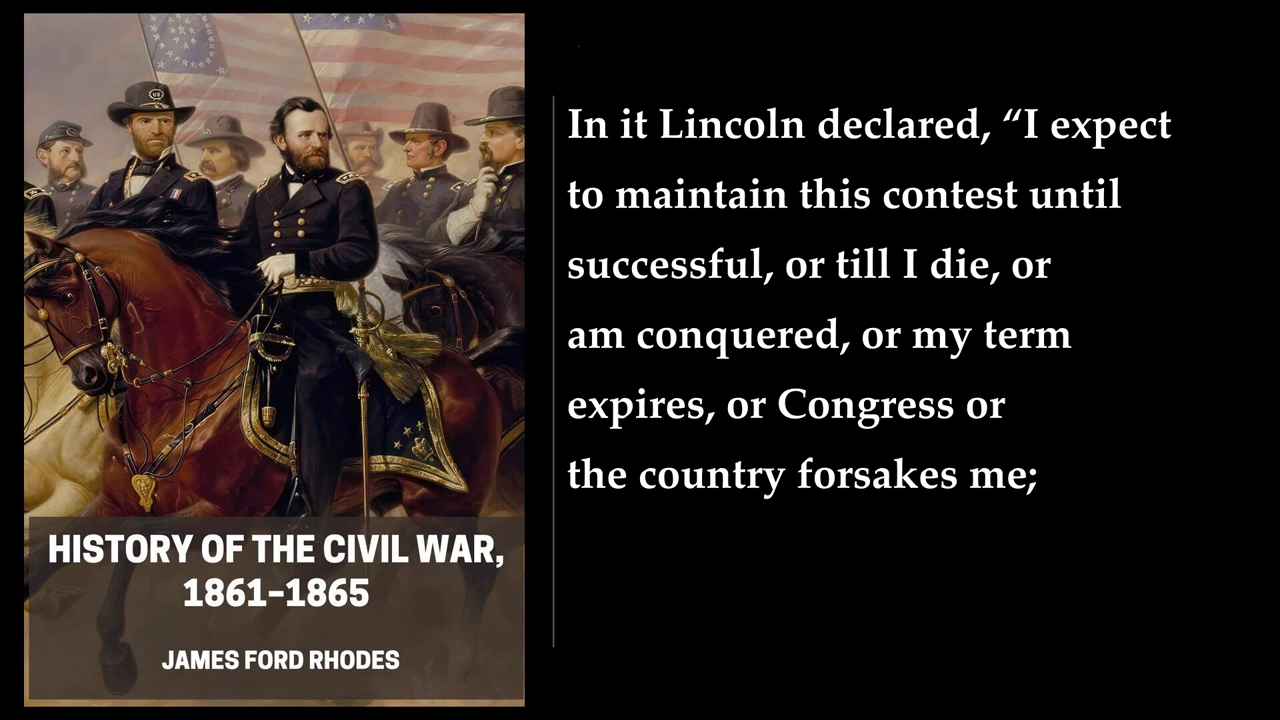 HISTORY OF THE CIVIL WAR,
1861–1865
JAMES FORD RHODES
In it Lincoln declared, “I expect
to maintain this contest until
successful, or till I die, or
am conquered, or my term
expires, or Congress or
the country forsakes me;